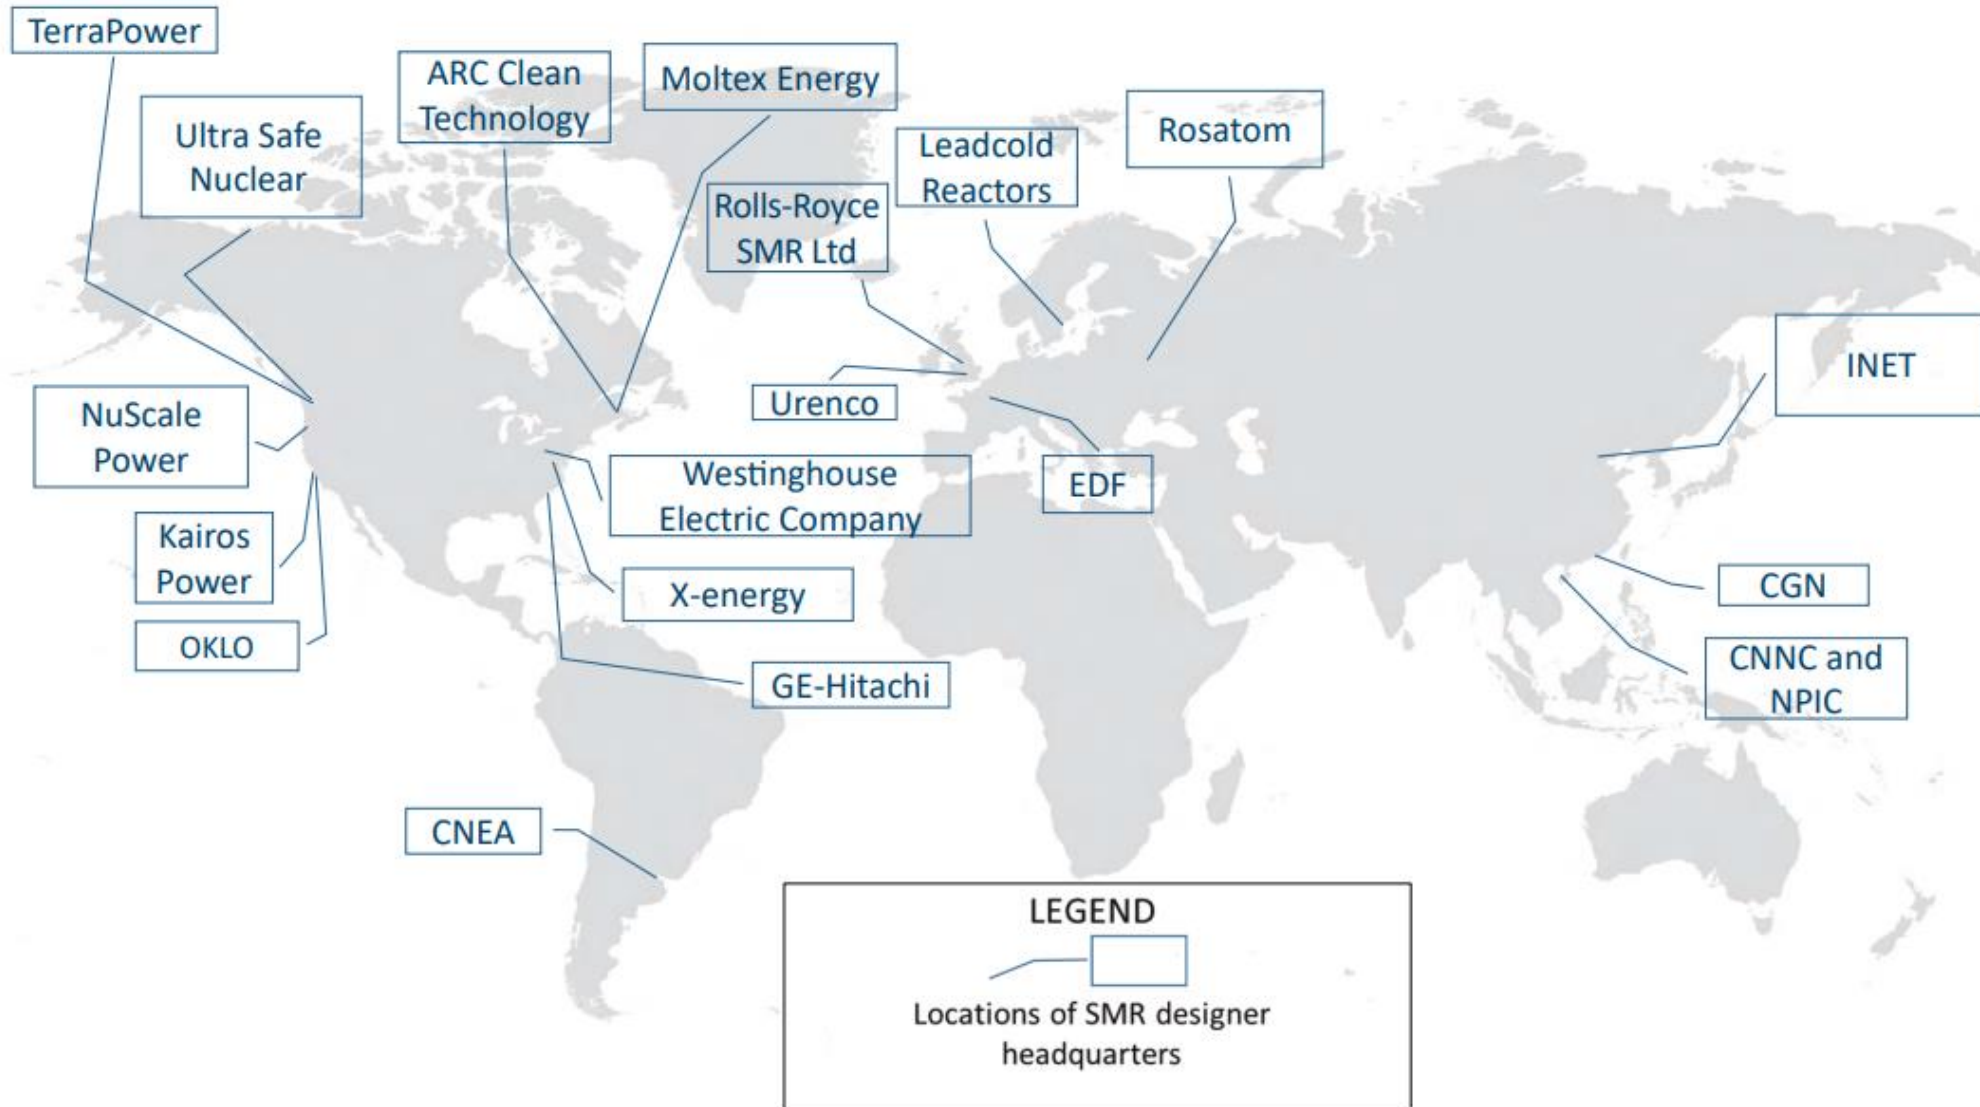 TerraPower
Ultra Safe
Nuclear
ARC Clean
Technology
Moltex Energy
Leadcold
Reactors
Rosatom
Rolls-Royce
SMR Ltd
INET
NuScale
Power
Urenco
Westinghouse
Electric Company
EDF
Kairos
Power
X-energy
CGN
OKLO
GE-Hitachi
CNNC and
NPIC
CNEA
LEGEND
Locations of SMR designer
headquarters